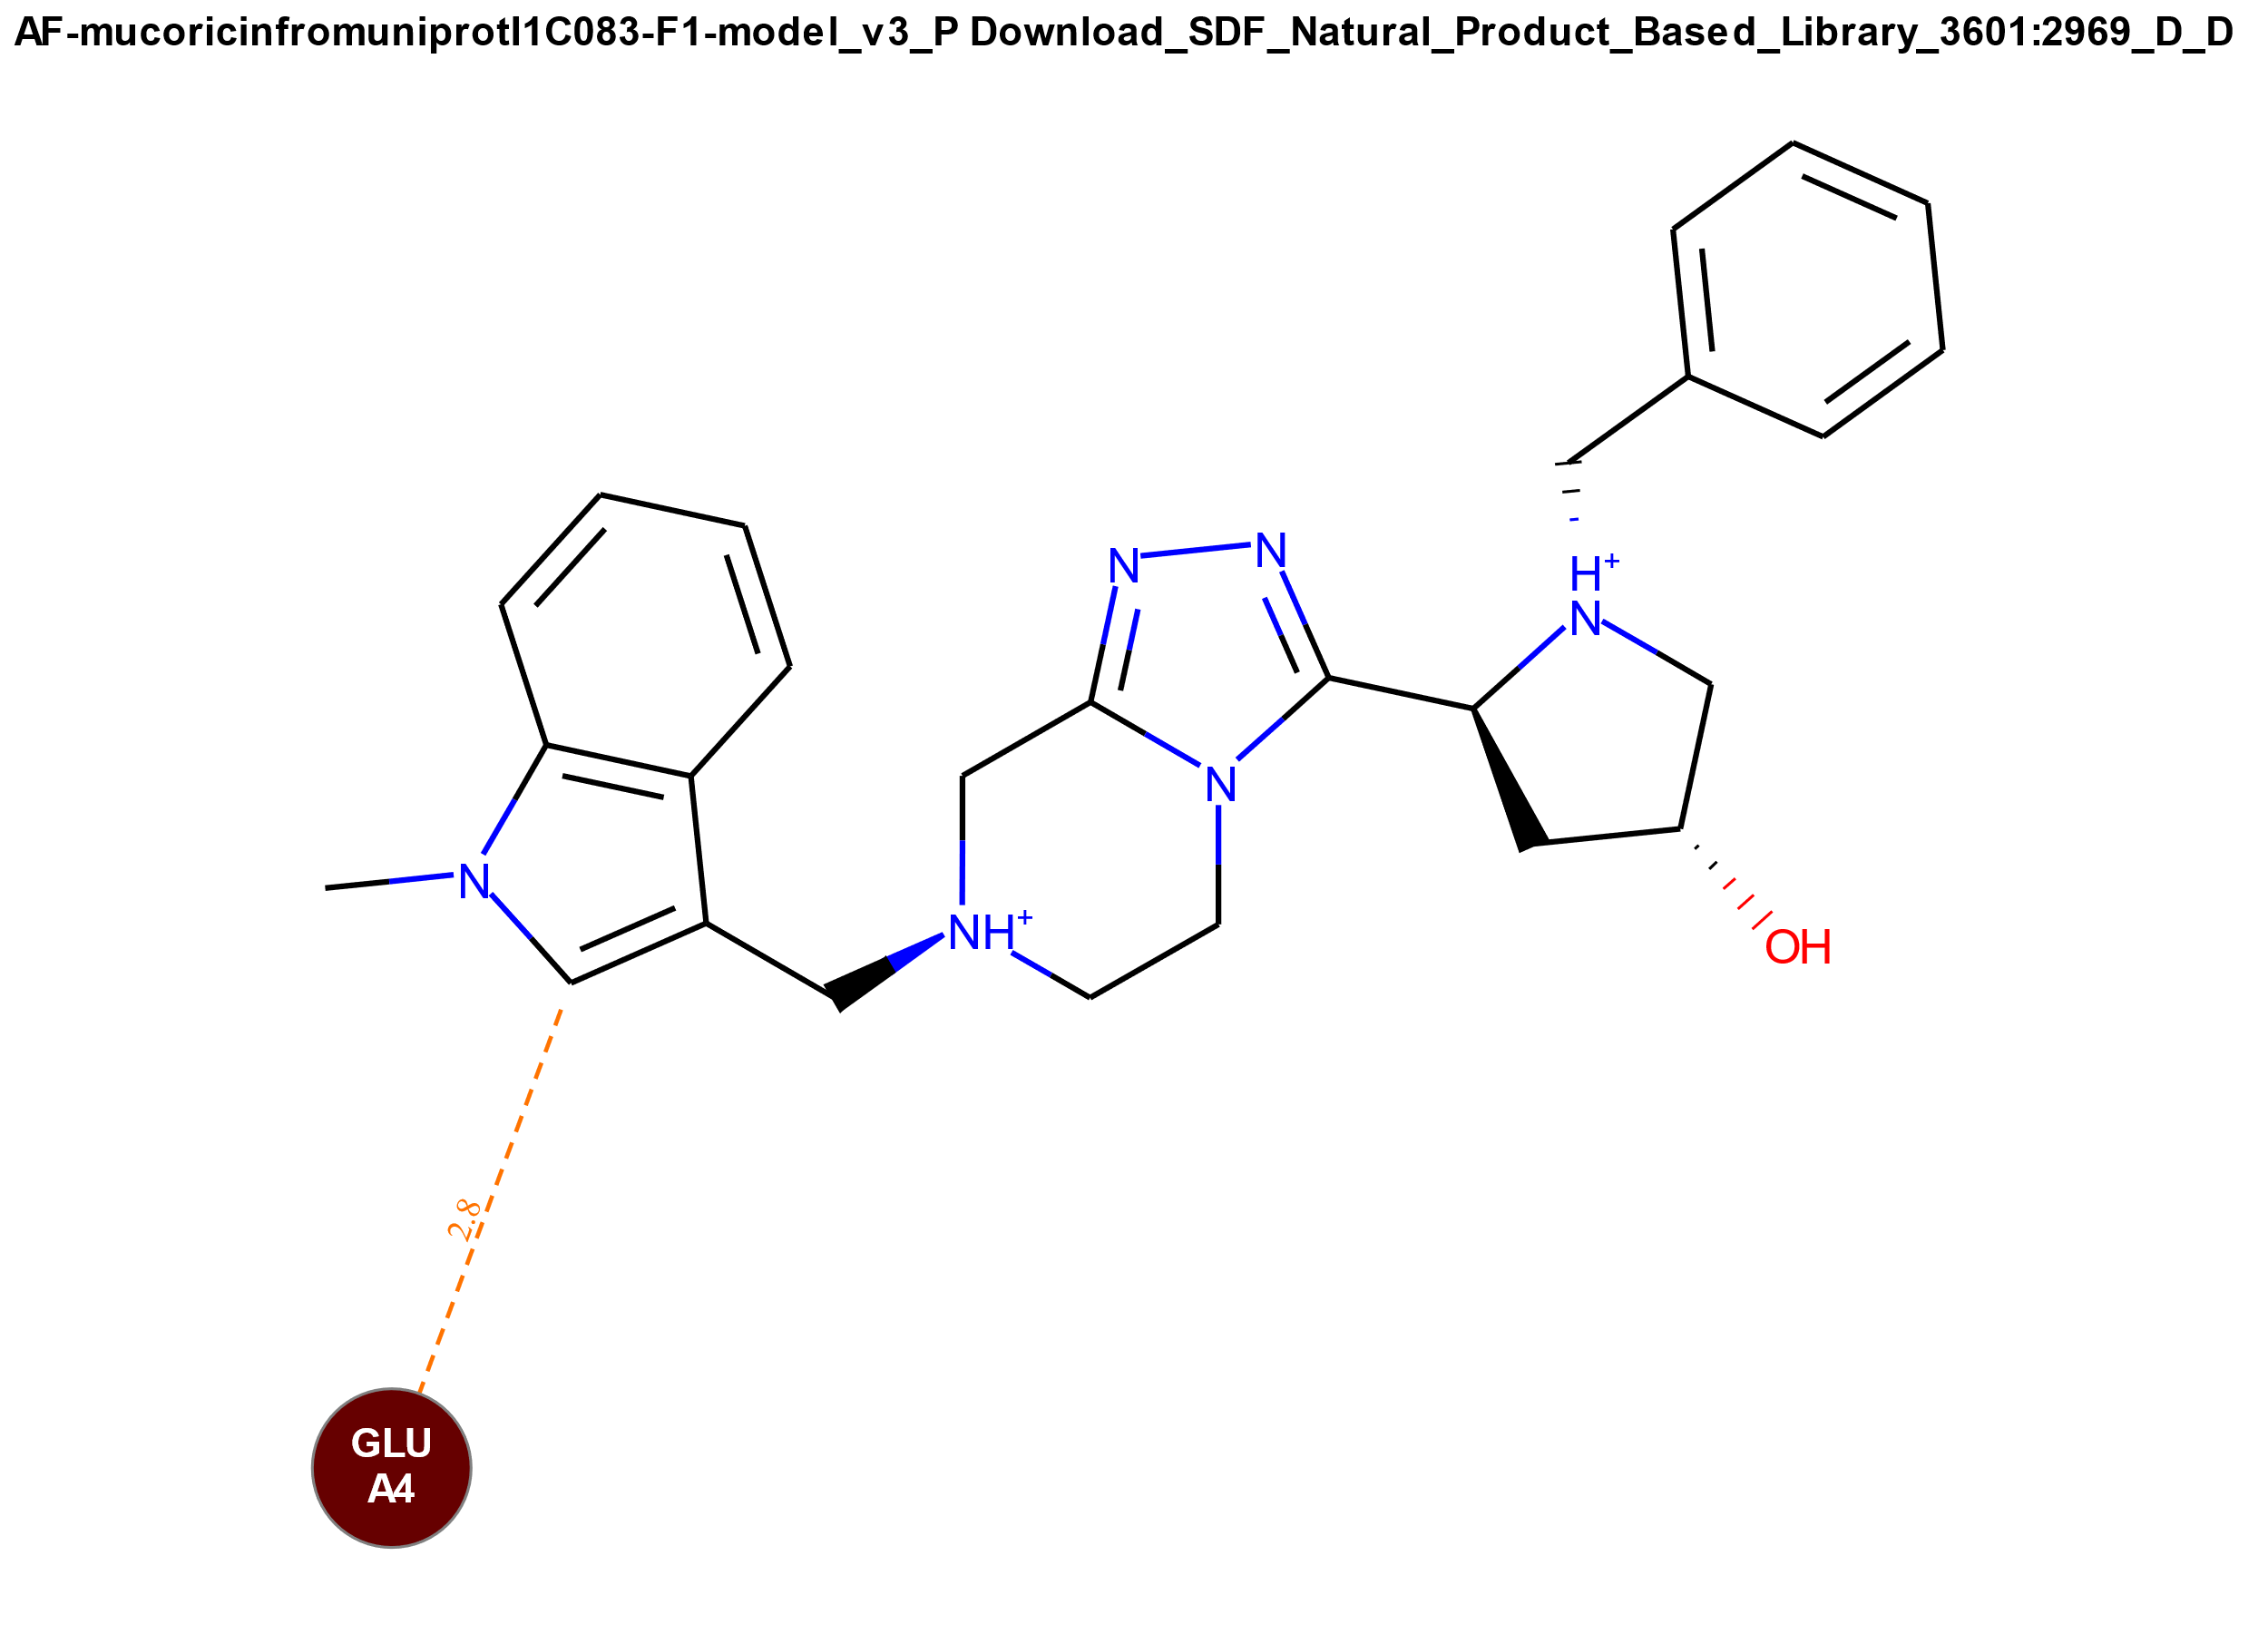 AF-mucoricinfromuniprotI1C083-F1-model_v3_P Download_SDF_Natural_Product_Based_Library_3601:2969_D_D
N
N
H+
N
N
N
NH+
OH
2.8
GLU
A4